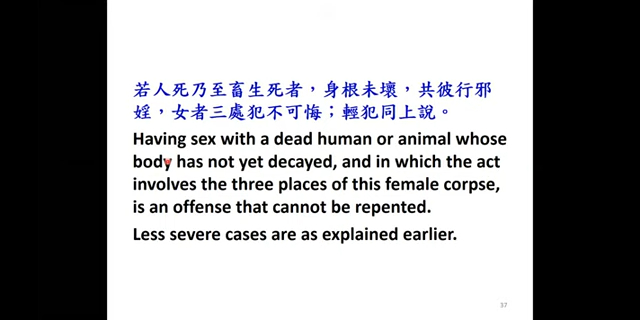 若人死乃至畜生死者，身根未壞，共彼行邪
婬，女者三處犯不可悔；輕犯同上說。
Having sex with a dead human or animal whose
body has not yet decayed, and in which the act
involves the three places of this female corpse,
is an offense that cannot be repented.
Less severe cases are as explained earlier.
37